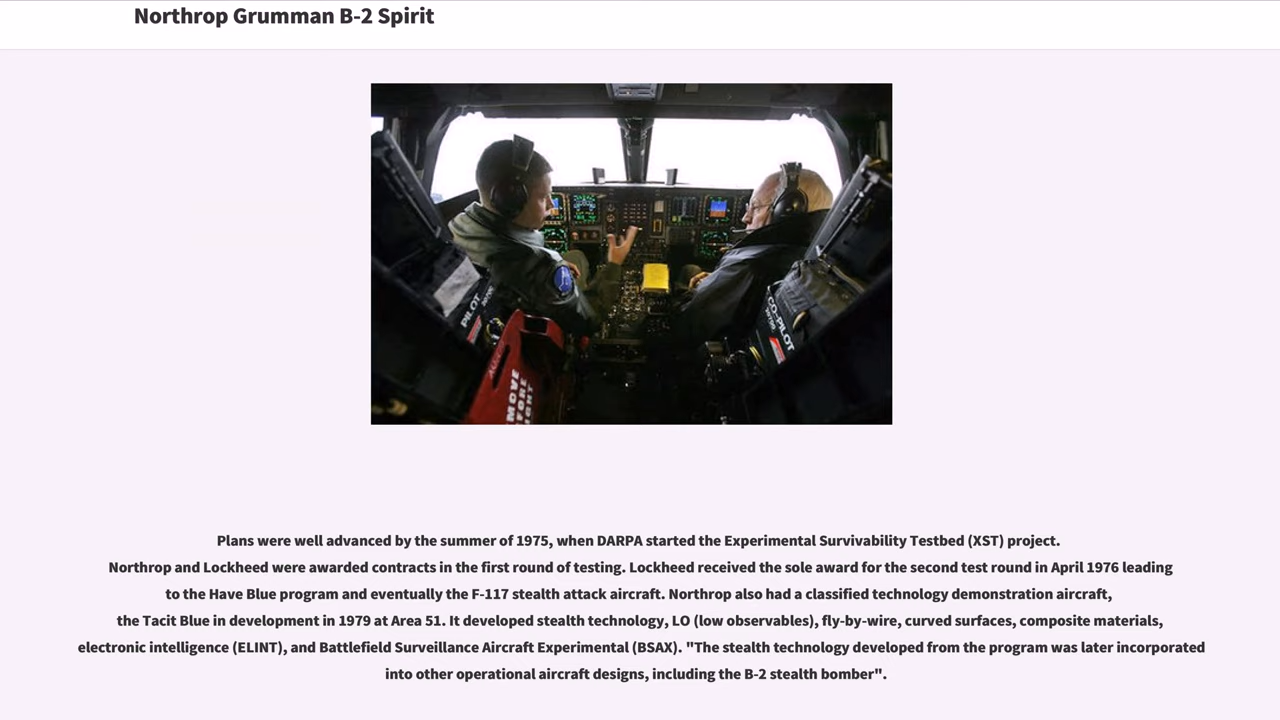 Northrop Grumman B-2 Spirit
PILOT
CO-PILOT
MOVE
Plans were well advanced by the summer of 1975, when DARPA started the Experimental Survivability Testbed (XST) project.
Northrop and Lockheed were awarded contracts in the first round of testing. Lockheed received the sole award for the second test round in April 1976 leading
to the Have Blue program and eventually the F-117 stealth attack aircraft. Northrop also had a classified technology demonstration aircraft,
the Tacit Blue in development in 1979 at Area 51. It developed stealth technology, LO (low observables), fly-by-wire, curved surfaces, composite materials,
electronic intelligence (ELINT), and Battlefield Surveillance Aircraft Experimental (BSAX). "The stealth technology developed from the program was later incorporated
into other operational aircraft designs, including the B-2 stealth bomber".